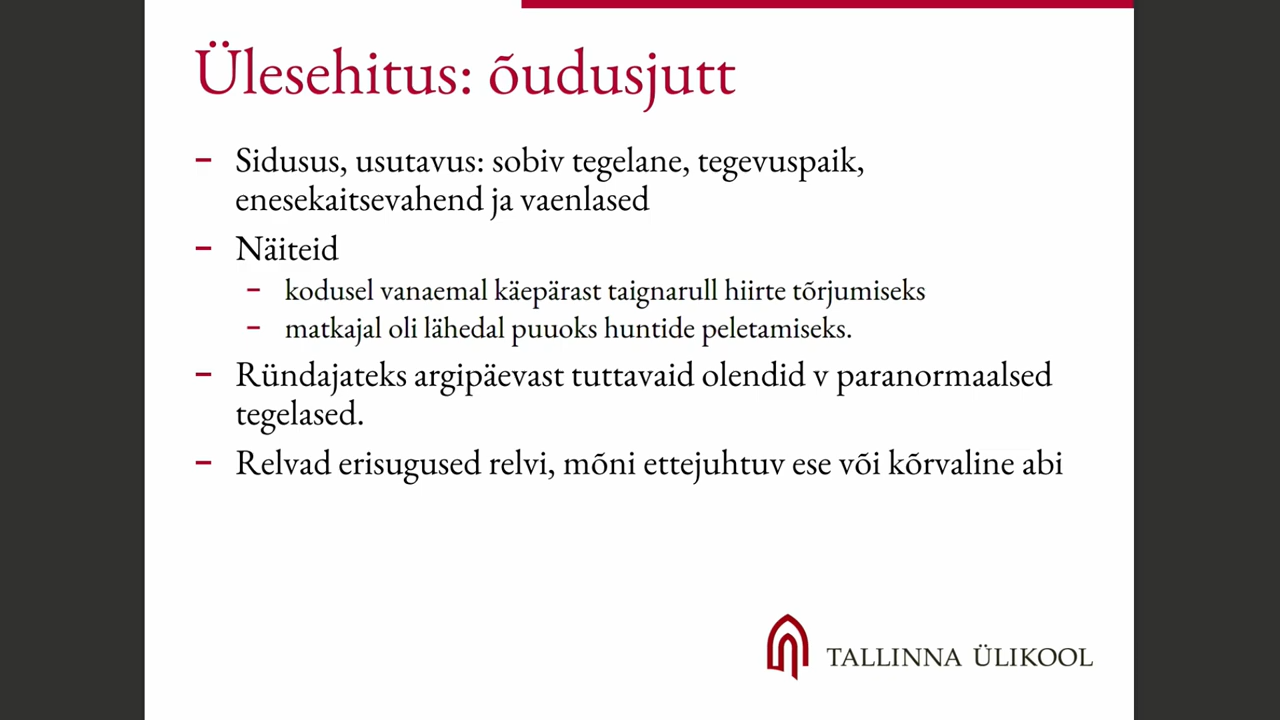 Ülesehitus: õudusjutt
– Sidusus, usutavus: sobiv tegelane, tegevuspaik,
enesekaitsevahend ja vaenlased
– Näiteid
– kodusel vanaemal käepärast taignarull hiirte tõrjumiseks
– matkajal oli lähedal puuoks huntide peletamiseks.
– Ründajateks argipäevast tuttavaid olendid v paranormaalsed
tegelased.
– Relvad erisugused relvi, mõni ettejuhtuv ese või kõrvaline abi
TALLINNA ÜLIKOOL